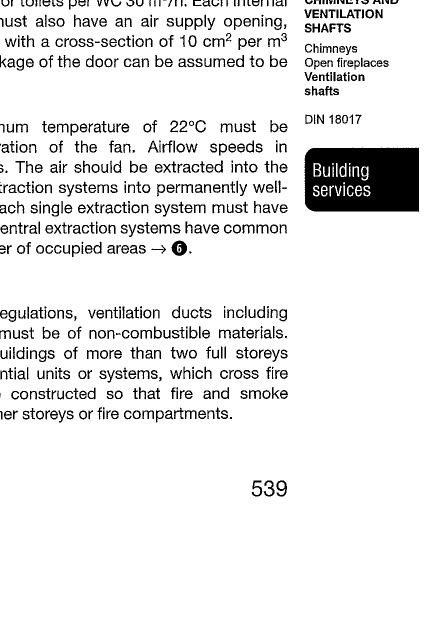 or toilets per WC 30 m³/h. Each internal
must also have an air supply opening,
with a cross-section of 10 cm² per m³
kage of the door can be assumed to be
num temperature of 22°C must be
ration of the fan. Airflow speeds in
s. The air should be extracted into the
traction systems into permanently well-
ach single extraction system must have
entral extraction systems have common
er of occupied areas → 6.
egulations, ventilation ducts including
must be of non-combustible materials.
uildings of more than two full storeys
ntial units or systems, which cross fire
constructed so that fire and smoke
her storeys or fire compartments.
539
CHIMNEYS AND
VENTILATION
SHAFTS
Chimneys
Open fireplaces
Ventilation
shafts
DIN 18017
Building
services